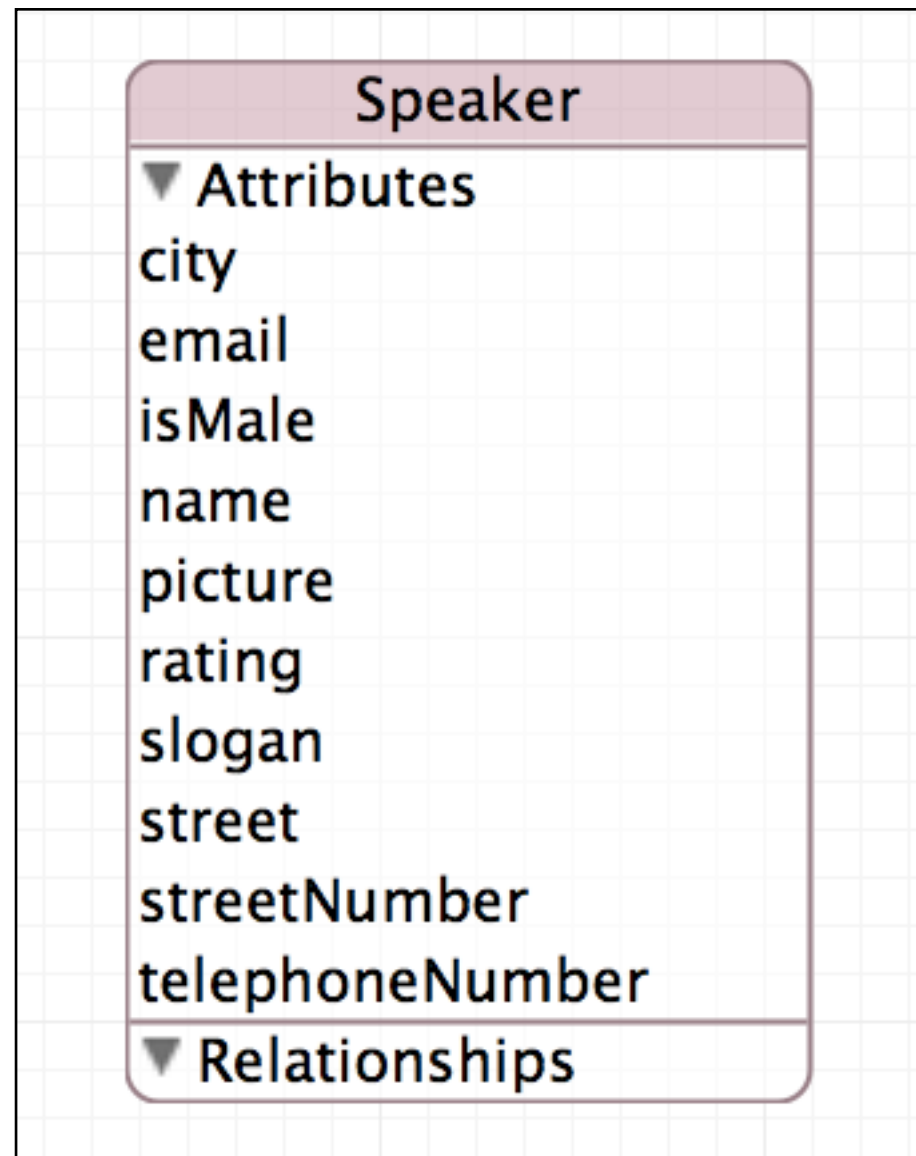 Speaker
Attributes
city
email
isMale
name
picture
rating
slogan
street
streetNumber
telephoneNumber
Relationships